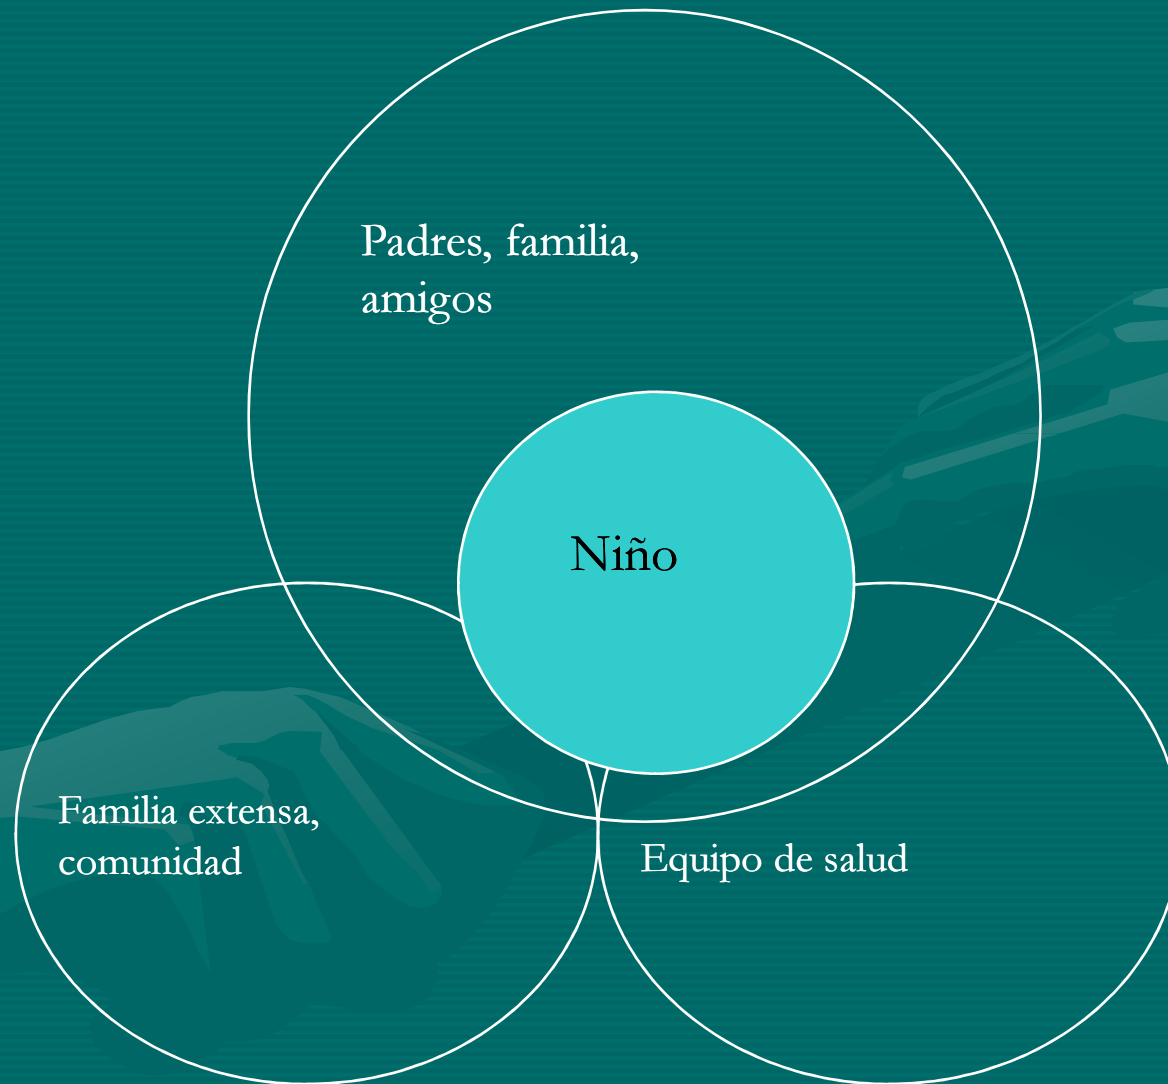 Padres, familia,
amigos
Niño
Familia extensa,
comunidad
Equipo de salud